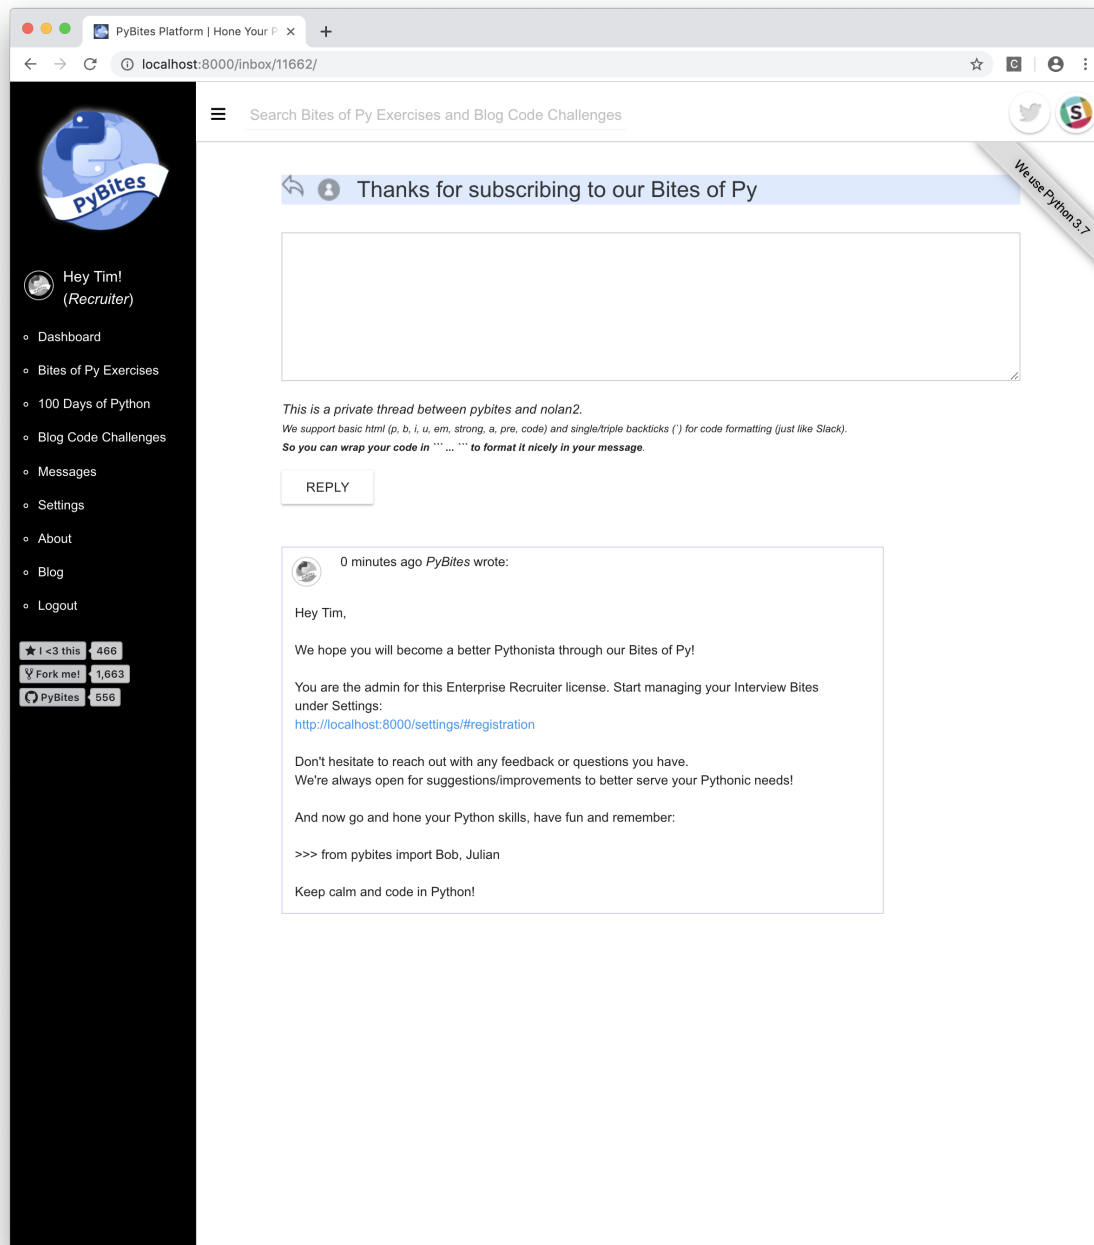 PyBites Platform | Hone Your P
localhost:8000/inbox/11662/
C
PyBites
Search Bites of Py Exercises and Blog Code Challenges
S
We use Python 3.7
Hey Tim!
(Recruiter)
Dashboard
Bites of Py Exercises
100 Days of Python
Blog Code Challenges
Messages
Settings
About
Blog
Logout
I <3 this 466
Fork me! 1,663
PyBites 556
Thanks for subscribing to our Bites of Py
This is a private thread between pybites and nolan2.
We support basic html (p, b, i, u, em, strong, a, pre, code) and single/triple backticks (`) for code formatting (just like Slack).
So you can wrap your code in ``` ... ``` to format it nicely in your message.
REPLY
0 minutes ago PyBites wrote:
Hey Tim,
We hope you will become a better Pythonista through our Bites of Py!
You are the admin for this Enterprise Recruiter license. Start managing your Interview Bites
under Settings:
http://localhost:8000/settings/#registration
Don't hesitate to reach out with any feedback or questions you have.
We're always open for suggestions/improvements to better serve your Pythonic needs!
And now go and hone your Python skills, have fun and remember:
>>> from pybites import Bob, Julian
Keep calm and code in Python!